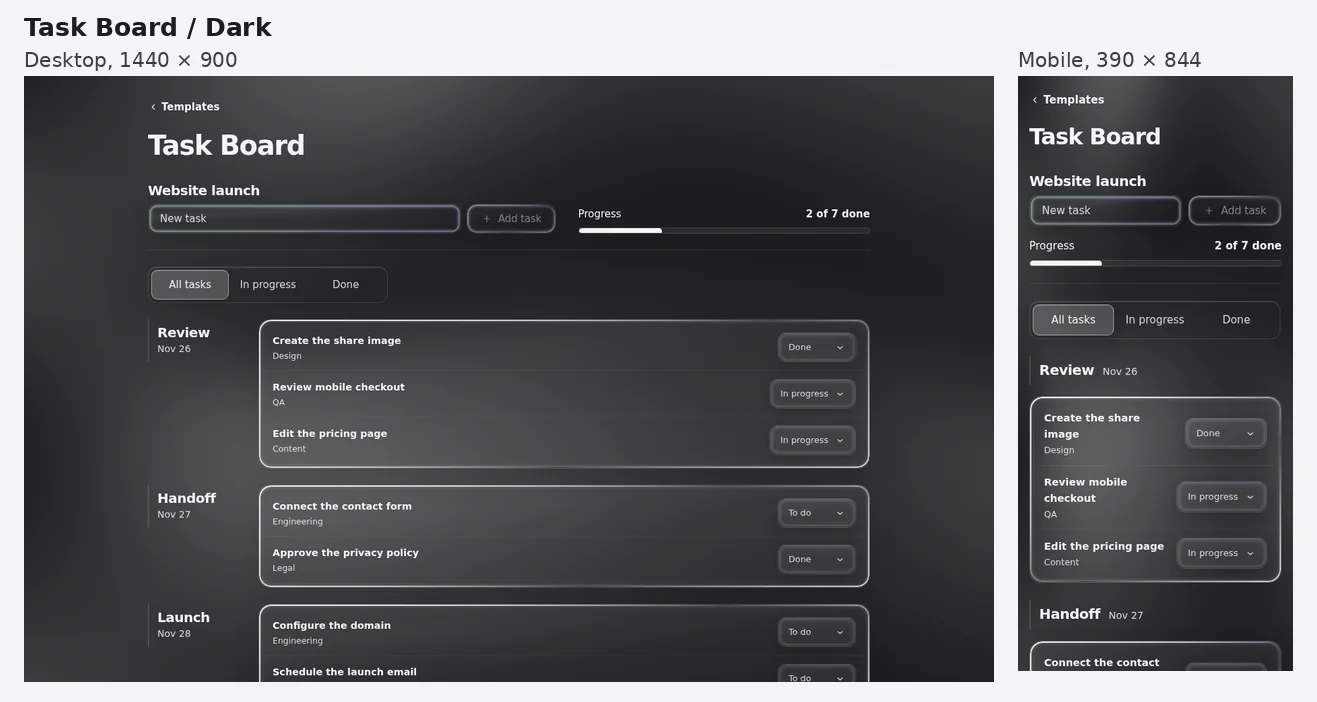 Task Board / Dark
Desktop, 1440 × 900
‹ Templates
Task Board
Website launch
New task
+ Add task
Progress
2 of 7 done
All tasks
In progress
Done
Review
Nov 26
Create the share image
Design
Done
Review mobile checkout
QA
In progress
Edit the pricing page
Content
In progress
Handoff
Nov 27
Connect the contact form
Engineering
To do
Approve the privacy policy
Legal
Done
Launch
Nov 28
Configure the domain
Engineering
To do
Schedule the launch email
To do
Mobile, 390 × 844
‹ Templates
Task Board
Website launch
New task
+ Add task
Progress
2 of 7 done
All tasks
In progress
Done
Review Nov 26
Create the share
image
Design
Done
Review mobile
checkout
QA
In progress
Edit the pricing page
Content
In progress
Handoff Nov 27
Connect the contact